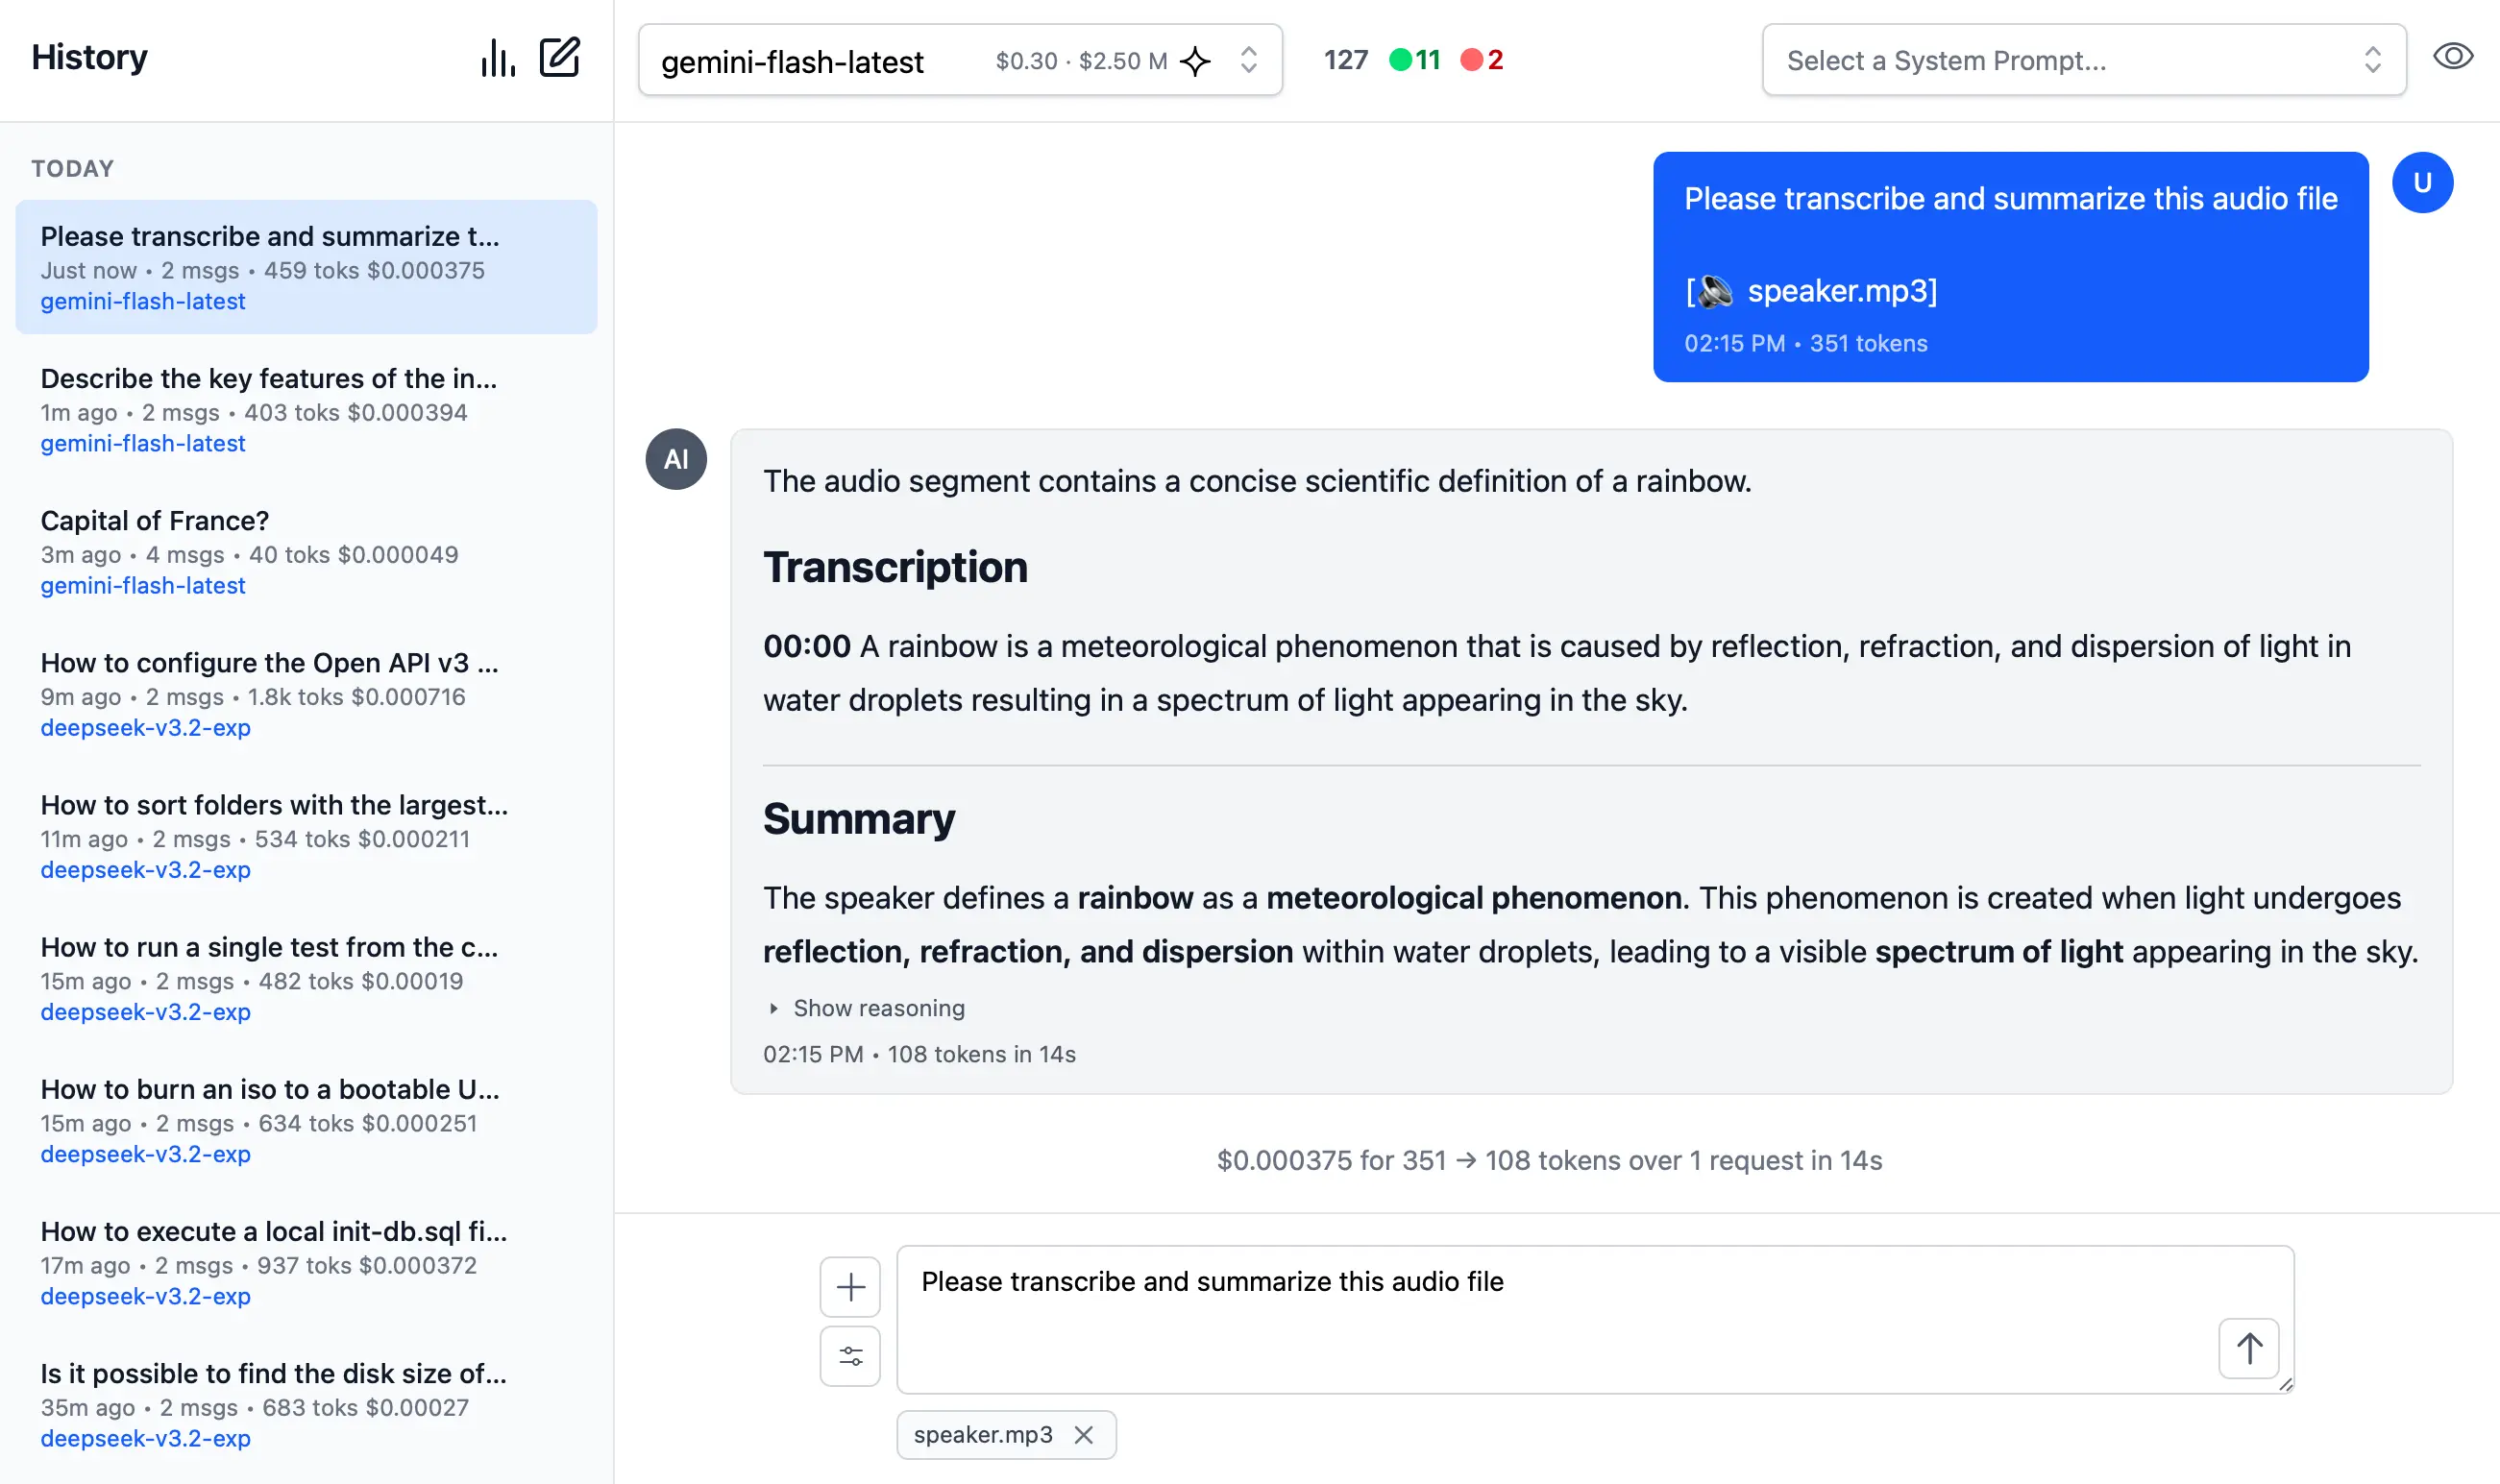 History
gemini-flash-latest $0.30 · $2.50 M
127 11 2
Select a System Prompt...
TODAY
Please transcribe and summarize t...
Just now • 2 msgs • 459 toks $0.000375
gemini-flash-latest
Describe the key features of the in...
1m ago • 2 msgs • 403 toks $0.000394
gemini-flash-latest
Capital of France?
3m ago • 4 msgs • 40 toks $0.000049
gemini-flash-latest
How to configure the Open API v3 ...
9m ago • 2 msgs • 1.8k toks $0.000716
deepseek-v3.2-exp
How to sort folders with the largest...
11m ago • 2 msgs • 534 toks $0.000211
deepseek-v3.2-exp
How to run a single test from the c...
15m ago • 2 msgs • 482 toks $0.00019
deepseek-v3.2-exp
How to burn an iso to a bootable U...
15m ago • 2 msgs • 634 toks $0.000251
deepseek-v3.2-exp
How to execute a local init-db.sql fi...
17m ago • 2 msgs • 937 toks $0.000372
deepseek-v3.2-exp
Is it possible to find the disk size of...
35m ago • 2 msgs • 683 toks $0.00027
deepseek-v3.2-exp
Please transcribe and summarize this audio file
[🔊 speaker.mp3]
02:15 PM • 351 tokens
U
AI
The audio segment contains a concise scientific definition of a rainbow.
Transcription
00:00 A rainbow is a meteorological phenomenon that is caused by reflection, refraction, and dispersion of light in
water droplets resulting in a spectrum of light appearing in the sky.
Summary
The speaker defines a rainbow as a meteorological phenomenon. This phenomenon is created when light undergoes
reflection, refraction, and dispersion within water droplets, leading to a visible spectrum of light appearing in the sky.
Show reasoning
02:15 PM • 108 tokens in 14s
$0.000375 for 351 → 108 tokens over 1 request in 14s
Please transcribe and summarize this audio file
speaker.mp3